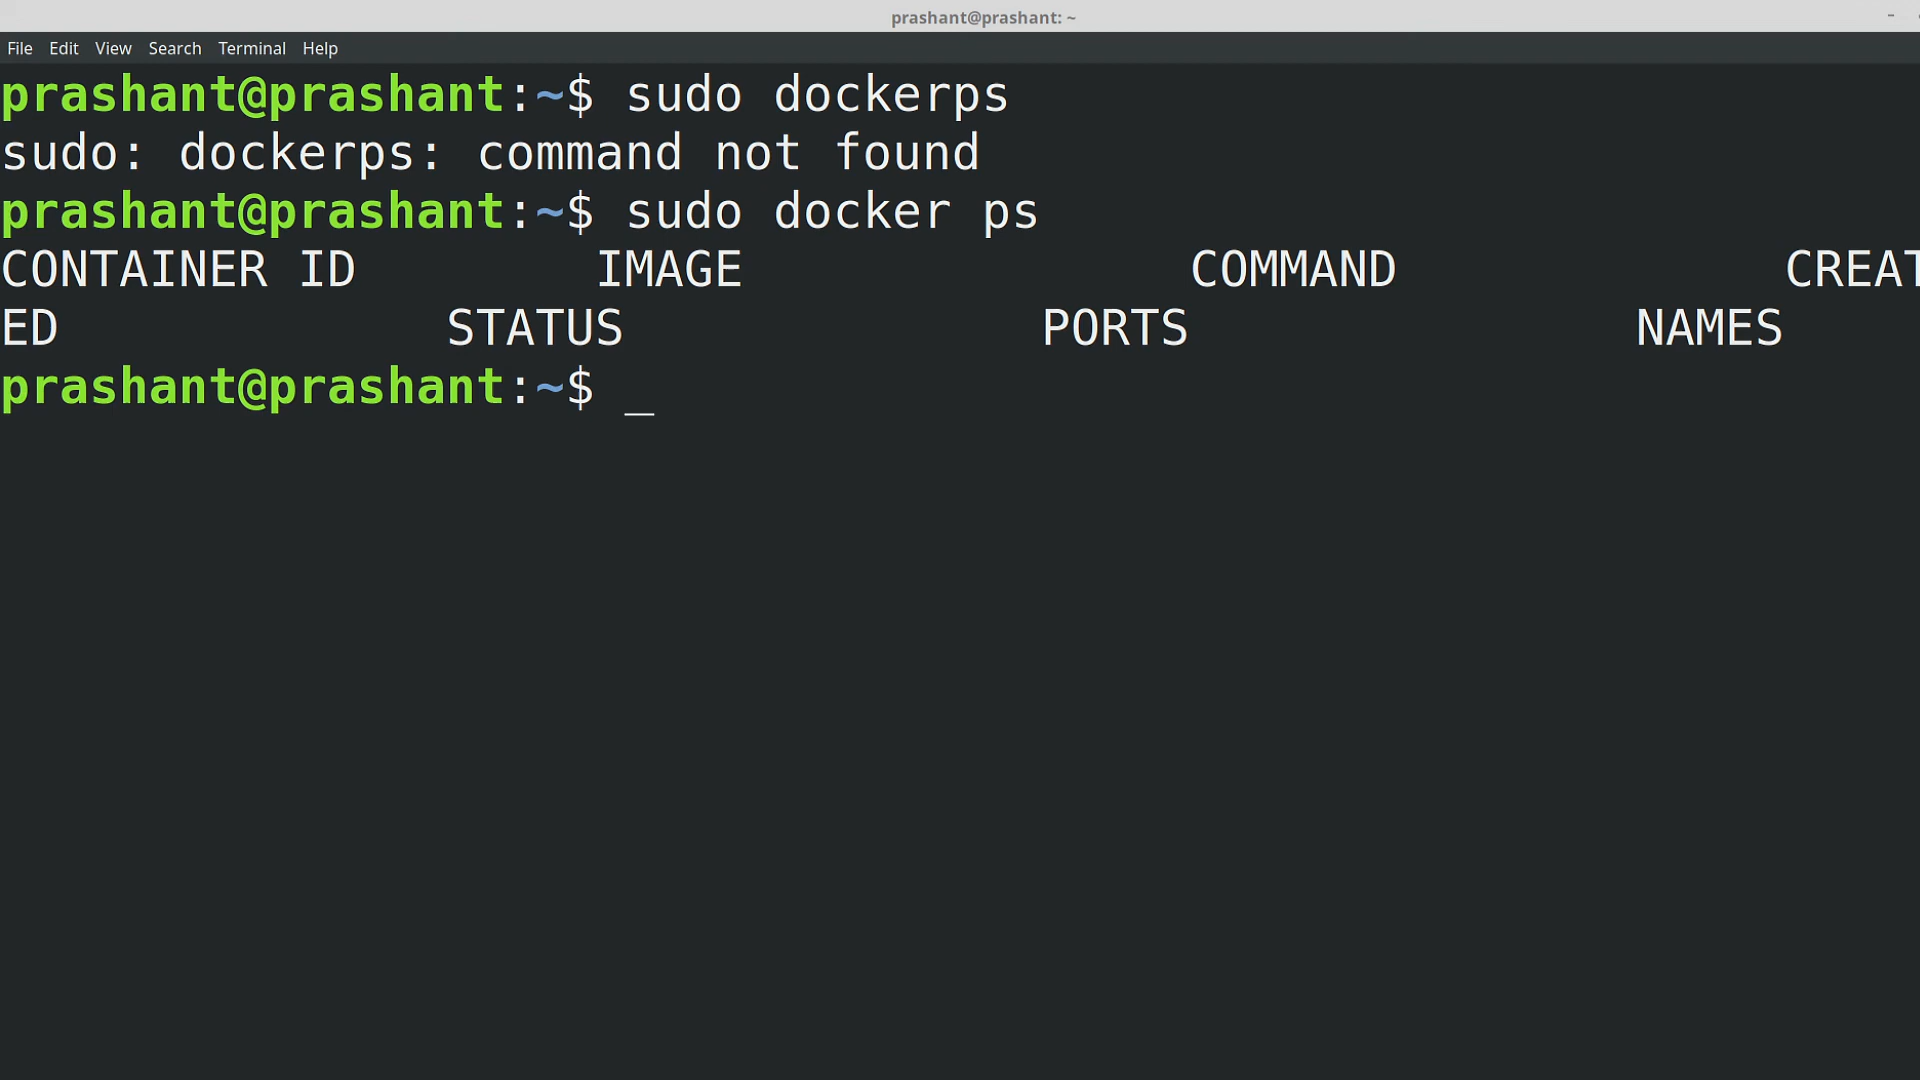 prashant@prashant: ~
File Edit View Search Terminal Help
prashant@prashant:~$ sudo dockerps
sudo: dockerps: command not found
prashant@prashant:~$ sudo docker ps
CONTAINER ID        IMAGE               COMMAND             CREAT
ED             STATUS              PORTS               NAMES
prashant@prashant:~$ _